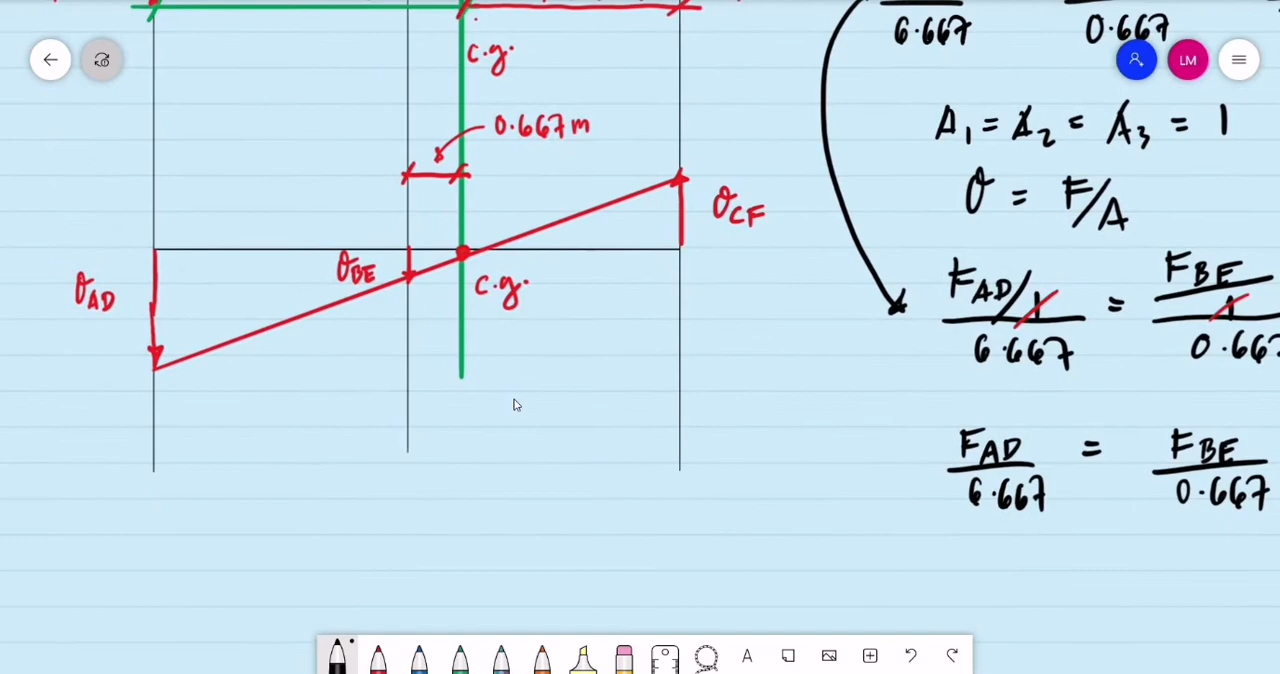 c.g.
0.667 m
σCF
σBE
σAD
c.g.
6.667 0.667
A1 = A2 = A3 = 1
σ = F/A
FAD/1 = FBE
1
6.667 0.667
FAD = FBE
6.667 0.667
LM
A